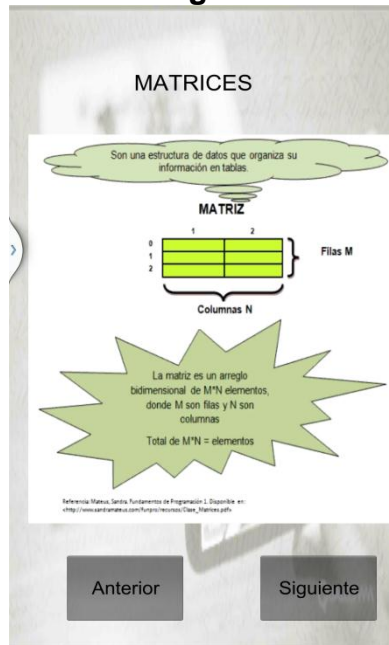 MATRICES
Son una estructura de datos que organiza su
información en tablas.
MATRIZ
1 2
0
1
2
Filas M
Columnas N
La matriz es un arreglo
bidimensional de M*N elementos,
donde M son filas y N son
columnas
Total de M*N = elementos
Referencia: Mateus, Sandra. Fundamentos de Programación 1. Disponible en:
<http://www.sandramateus.com/funpro/recursos/Clase_Matrices.pdf>
Anterior Siguiente